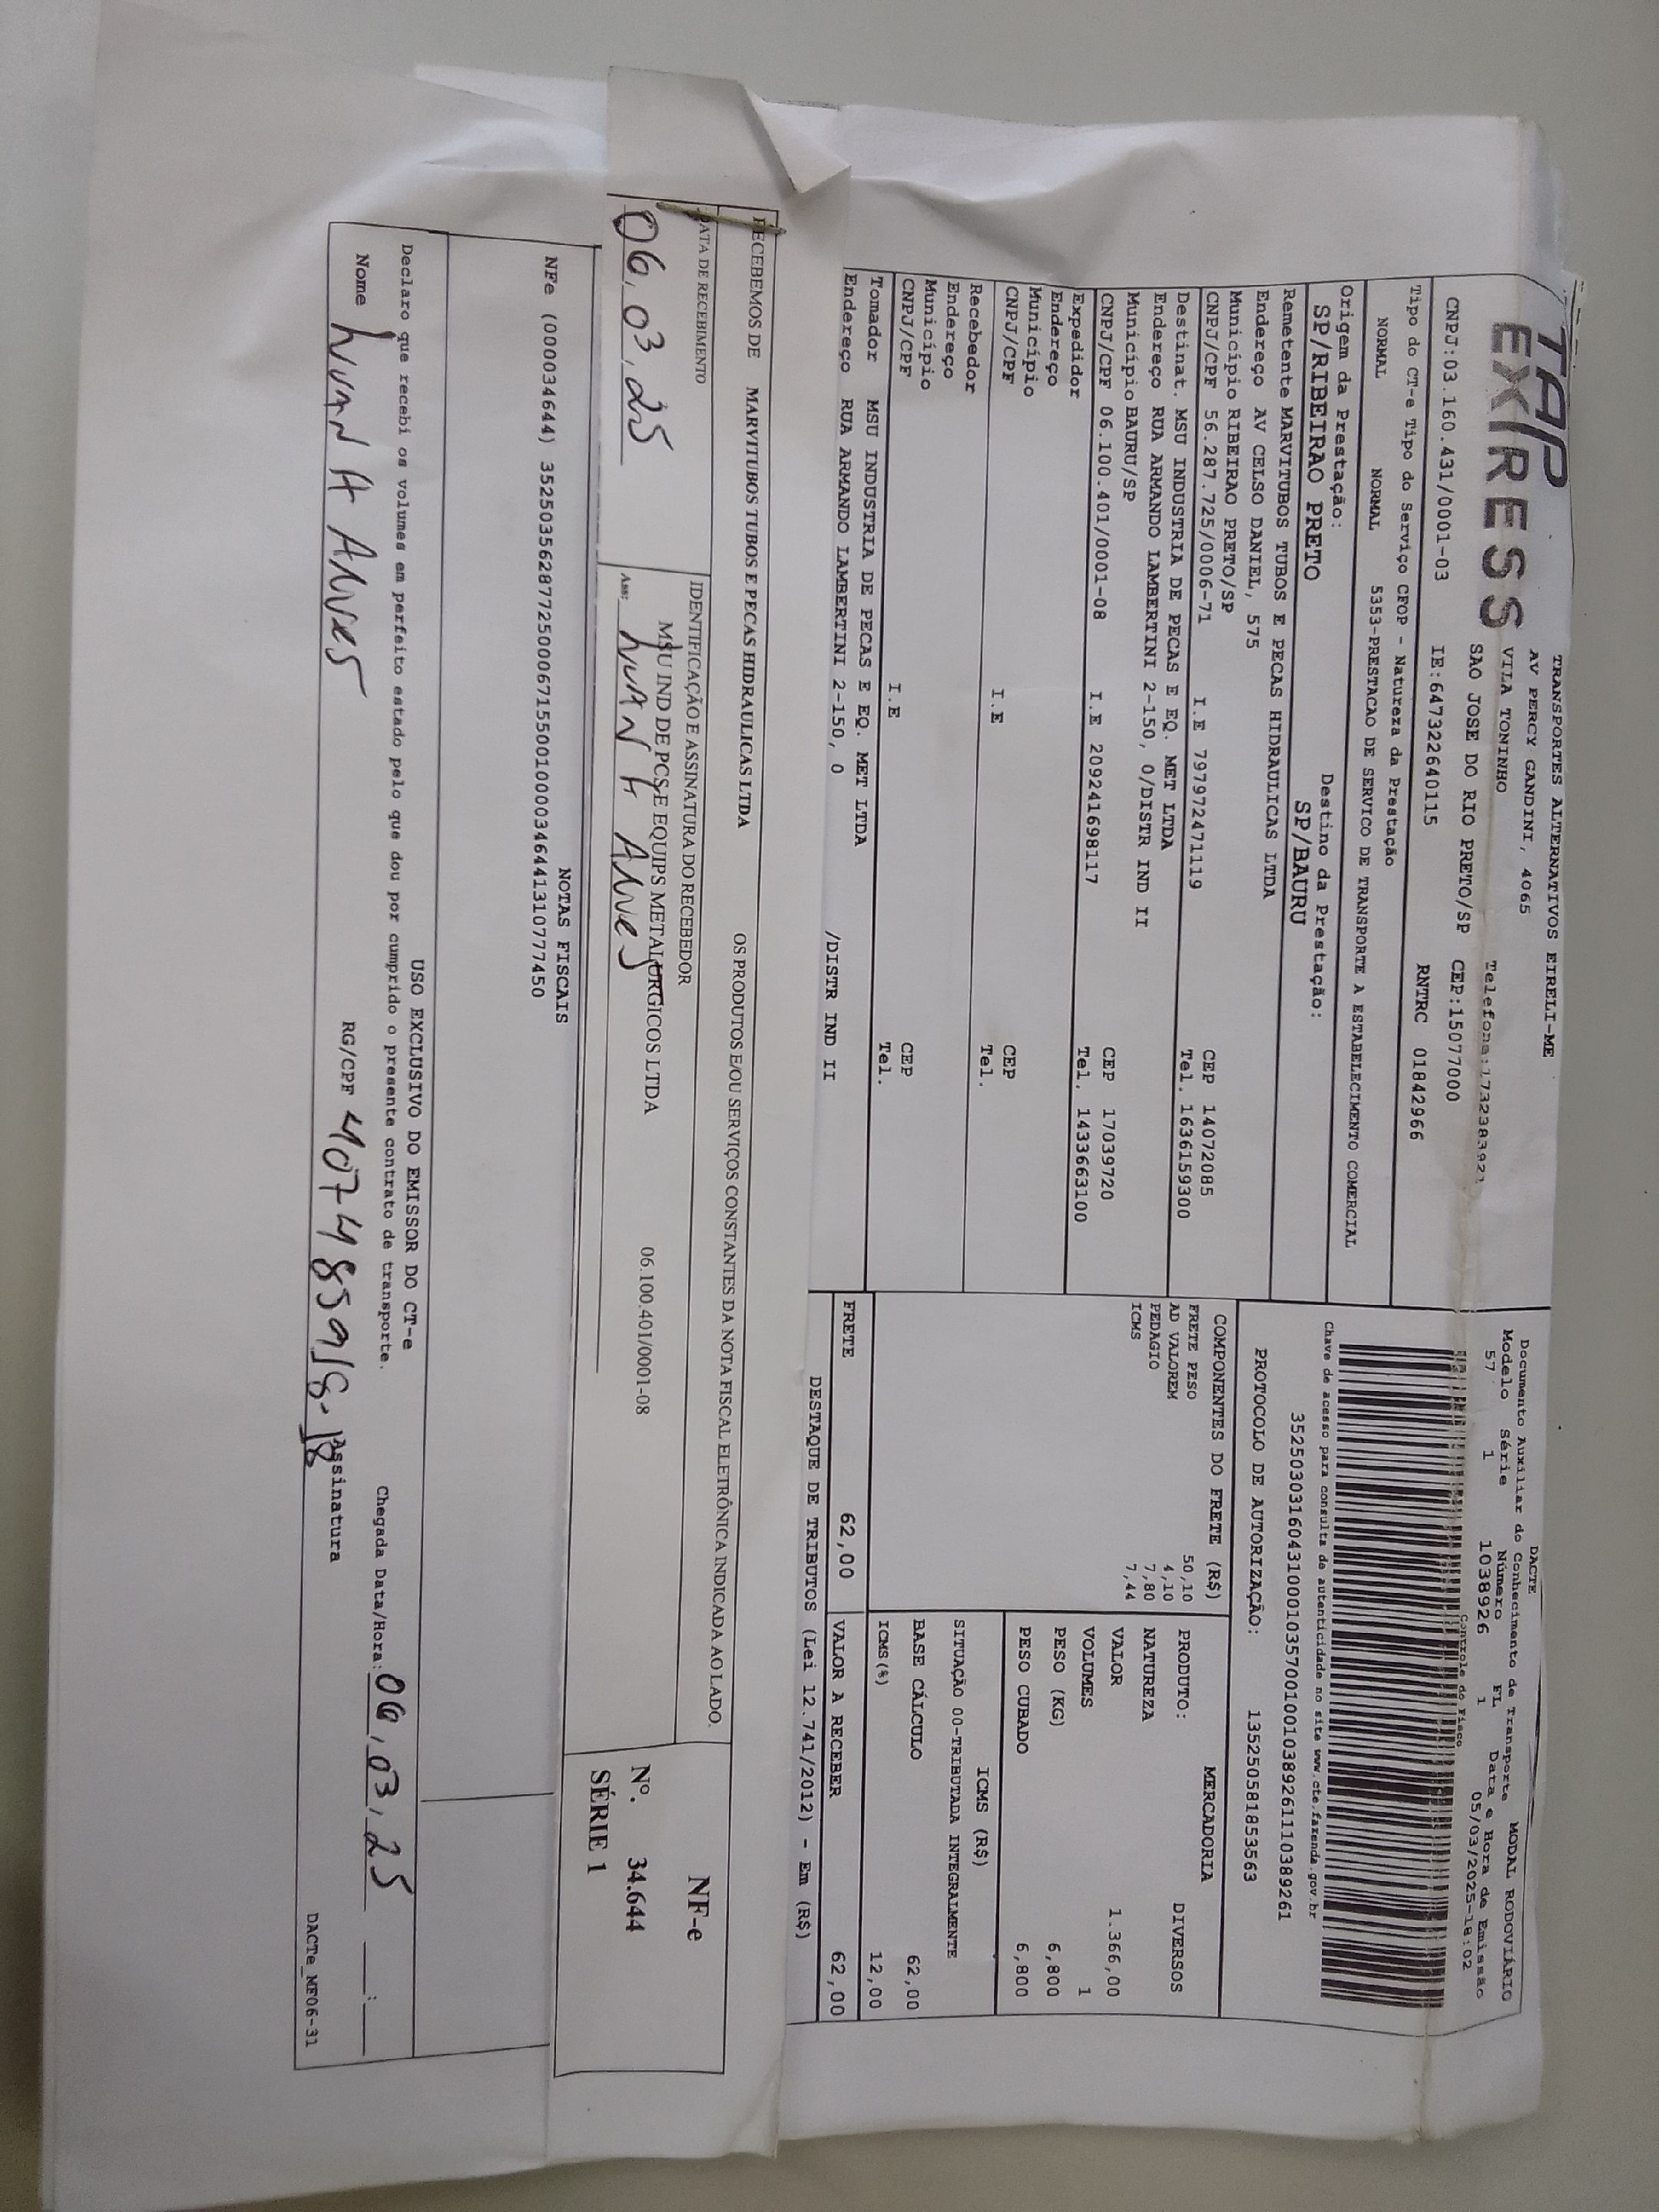 TAP
EXPRESS
TRANSPORTES ALTERNATIVOS EIRELI-ME
AV PERCY GANDINI, 4065
VILA TONINHO Telefone:1732383921
SAO JOSE DO RIO PRETO/SP CEP:15077000
CNPJ:03.160.431/0001-03 IE:647322640115 RNTRC 01842966
Tipo do CT-e Tipo do Serviço CFOP - Natureza da Prestação
NORMAL NORMAL 5353-PRESTACAO DE SERVICO DE TRANSPORTE A ESTABELECIMENTO COMERCIAL
Origem da Prestação: Destino da Prestação:
SP/RIBEIRAO PRETO SP/BAURU
DACTE
Documento Auxiliar do Conhecimento de Transporte MODAL RODOVIÁRIO
Modelo Série Número FL Data e Hora de Emissão
57 1 1038926 1 05/03/2025-18:02
Controle do Fisco
Chave de acesso para consulta de autenticidade no site www.cte.fazenda.gov.br
35250303160431000103570010010389261110389261
PROTOCOLO DE AUTORIZAÇÃO: 135250581853563
Remetente MARVITUBOS TUBOS E PECAS HIDRAULICAS LTDA
Endereço AV CELSO DANIEL, 575
Município RIBEIRAO PRETO/SP CEP 14072085
CNPJ/CPF 56.287.725/0006-71 I.E 797972471119 Tel. 1636159300
Destinat. MSU INDUSTRIA DE PECAS E EQ. MET LTDA
Endereço RUA ARMANDO LAMBERTINI 2-150, 0/DISTR IND II
Município BAURU/SP CEP 17039720
CNPJ/CPF 06.100.401/0001-08 I.E 209241698117 Tel. 1433663100
Expedidor
Endereço
Município CEP
CNPJ/CPF I.E Tel.
Recebedor
Endereço
Município CEP
CNPJ/CPF I.E Tel.
Tomador MSU INDUSTRIA DE PECAS E EQ. MET LTDA
Endereço RUA ARMANDO LAMBERTINI 2-150, 0 /DISTR IND II
COMPONENTES DO FRETE (R$)
FRETE PESO 50,10
AD VALOREM 4,10
PEDAGIO 7,80
ICMS 7,44
MERCADORIA
PRODUTO: DIVERSOS
NATUREZA
VALOR 1.366,00
VOLUMES 1
PESO (KG) 6,800
PESO CUBADO 6,800
ICMS (R$)
SITUAÇÃO 00-TRIBUTADA INTEGRALMENTE
BASE CÁLCULO 62,00
ICMS(%) 12,00
FRETE 62,00 VALOR A RECEBER 62,00
DESTAQUE DE TRIBUTOS (Lei 12.741/2012) - Em (R$)
RECEBEMOS DE MARVITUBOS TUBOS E PECAS HIDRAULICAS LTDA OS PRODUTOS E/OU SERVIÇOS CONSTANTES DA NOTA FISCAL ELETRÔNICA INDICADA AO LADO.
DATA DE RECEBIMENTO IDENTIFICAÇÃO E ASSINATURA DO RECEBEDOR
MSU IND DE PCS E EQUIPS METALURGICOS LTDA 06.100.401/0001-08
06,03,25 Ass: Luan H Alves
NF-e
Nº. 34.644
SÉRIE 1
NOTAS FISCAIS
NFe (000034644) 35250356287725000671550010000346441310777450
USO EXCLUSIVO DO EMISSOR DO CT-e
Declaro que recebi os volumes em perfeito estado pelo que dou por cumprido o presente contrato de transporte. Chegada Data/Hora: 06,03,25 :
Nome Luan H Alves RG/CPF Assinatura
DACTe_MF06-31